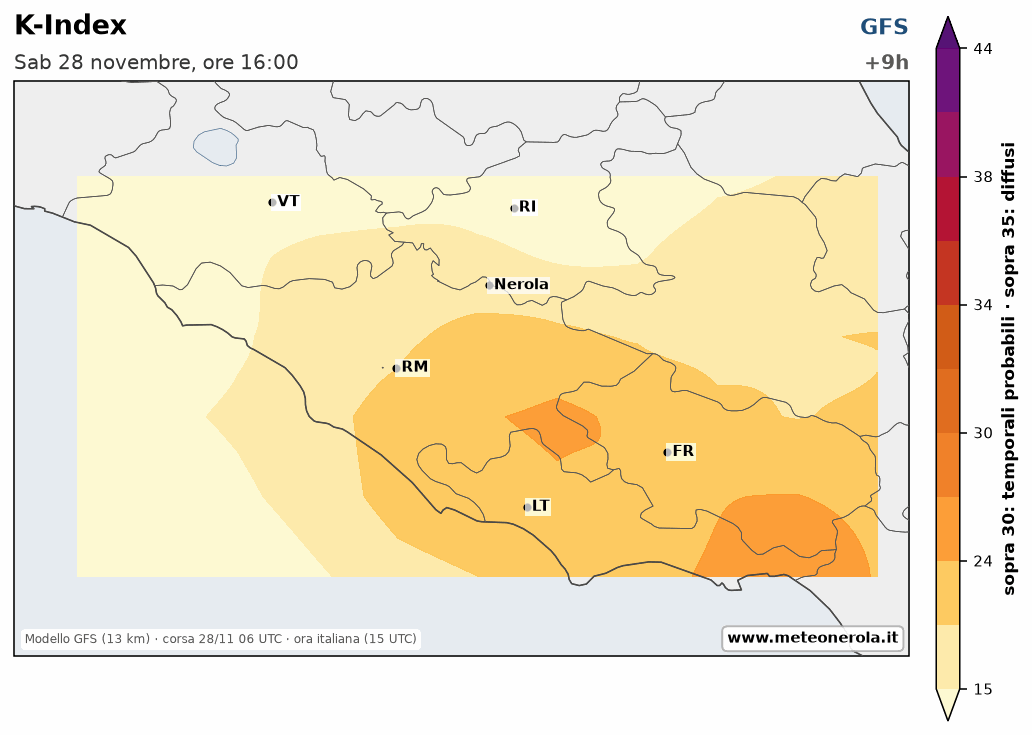 K-Index
GFS
Sab 28 novembre, ore 16:00
+9h
VT
RI
Nerola
RM
FR
LT
Modello GFS (13 km) · corsa 28/11 06 UTC · ora italiana (15 UTC)
www.meteonerola.it
44
38
34
30
24
15
sopra 30: temporali probabili · sopra 35: diffusi